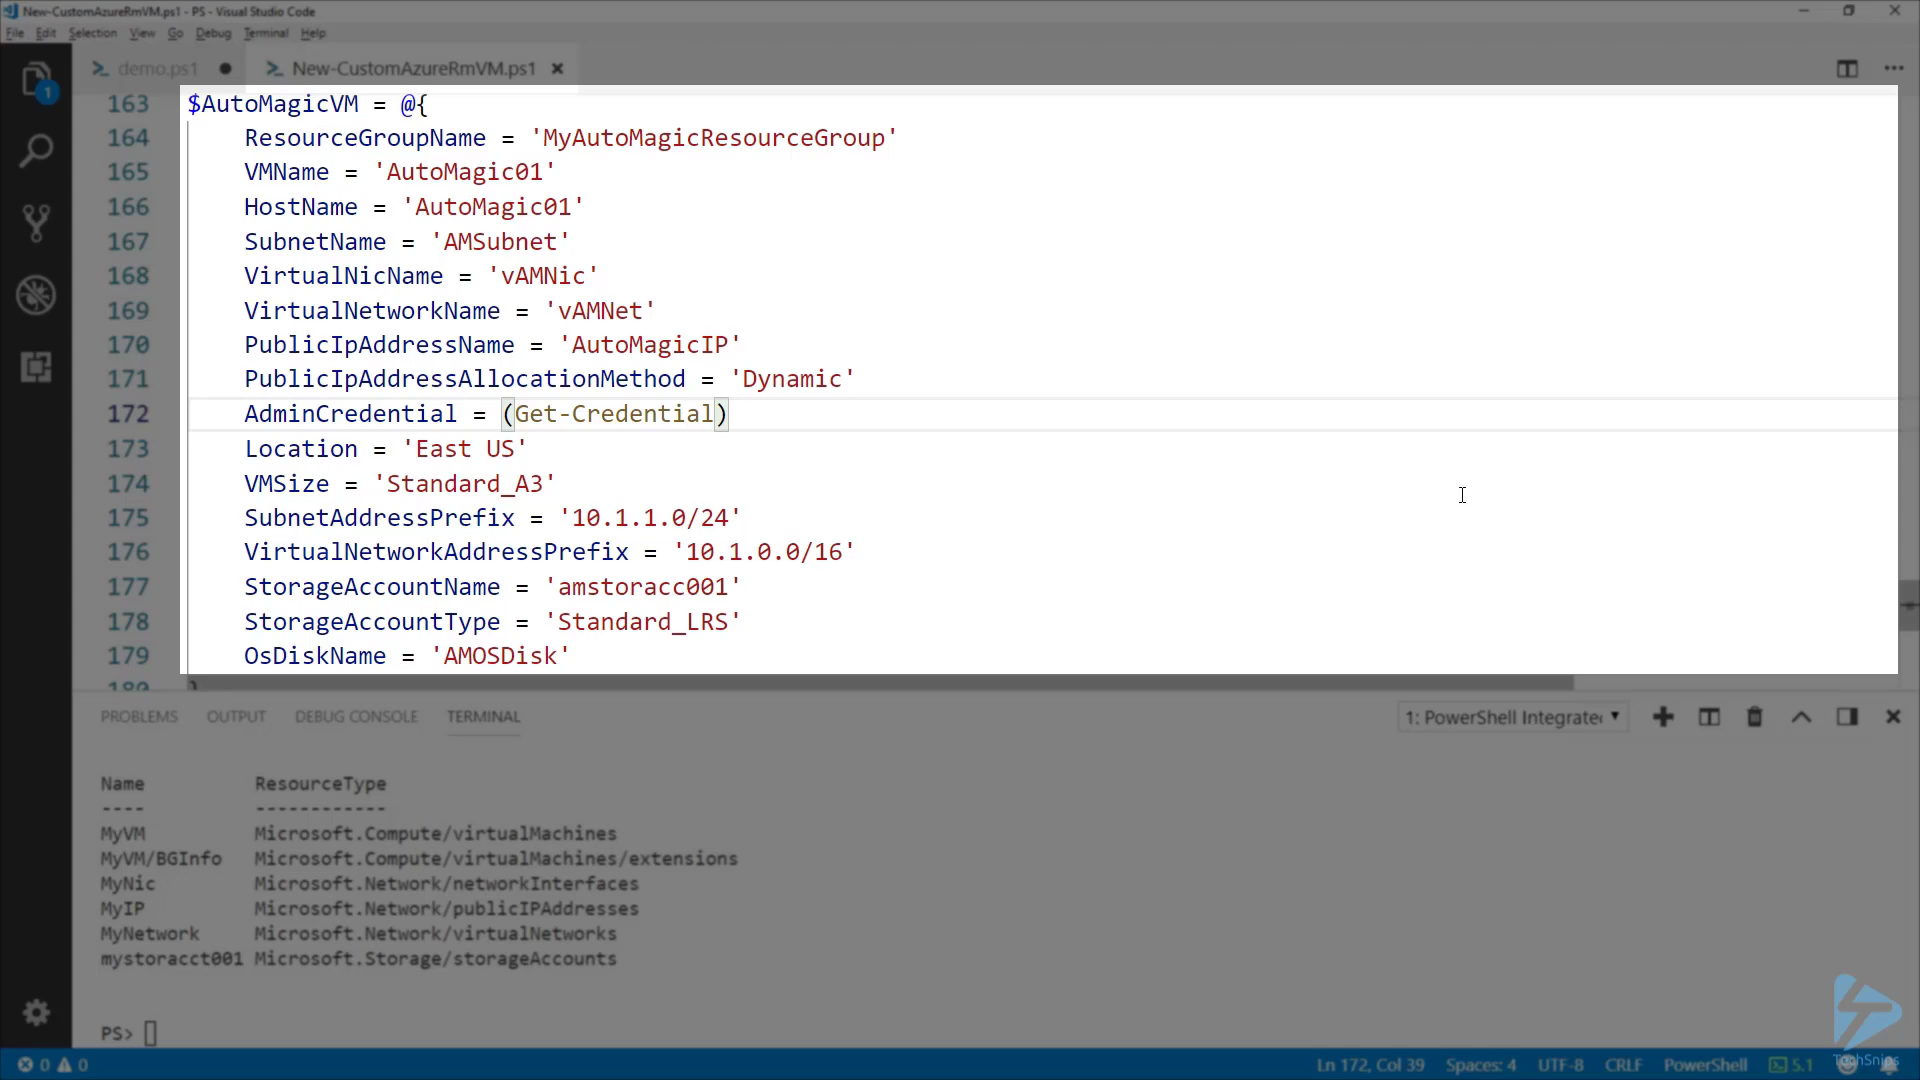 New-CustomAzureRmVM.ps1 - PS - Visual Studio Code
File Edit Selection View Go Debug Terminal Help
demo.ps1 New-CustomAzureRmVM.ps1
1
163 $AutoMagicVM = @{
164 ResourceGroupName = 'MyAutoMagicResourceGroup'
165 VMName = 'AutoMagic01'
166 HostName = 'AutoMagic01'
167 SubnetName = 'AMSubnet'
168 VirtualNicName = 'vAMNic'
169 VirtualNetworkName = 'vAMNet'
170 PublicIpAddressName = 'AutoMagicIP'
171 PublicIpAddressAllocationMethod = 'Dynamic'
172 AdminCredential = (Get-Credential)
173 Location = 'East US'
174 VMSize = 'Standard_A3'
175 SubnetAddressPrefix = '10.1.1.0/24'
176 VirtualNetworkAddressPrefix = '10.1.0.0/16'
177 StorageAccountName = 'amstoracc001'
178 StorageAccountType = 'Standard_LRS'
179 OsDiskName = 'AMOSDisk'
180 }
PROBLEMS OUTPUT DEBUG CONSOLE TERMINAL 1: PowerShell Integrate
Name ResourceType
---- ------------
MyVM Microsoft.Compute/virtualMachines
MyVM/BGInfo Microsoft.Compute/virtualMachines/extensions
MyNic Microsoft.Network/networkInterfaces
MyIP Microsoft.Network/publicIPAddresses
MyNetwork Microsoft.Network/virtualNetworks
mystoracct001 Microsoft.Storage/storageAccounts
PS>
0 0 Ln 172, Col 39 Spaces: 4 UTF-8 CRLF PowerShell 5.1
TechSnips